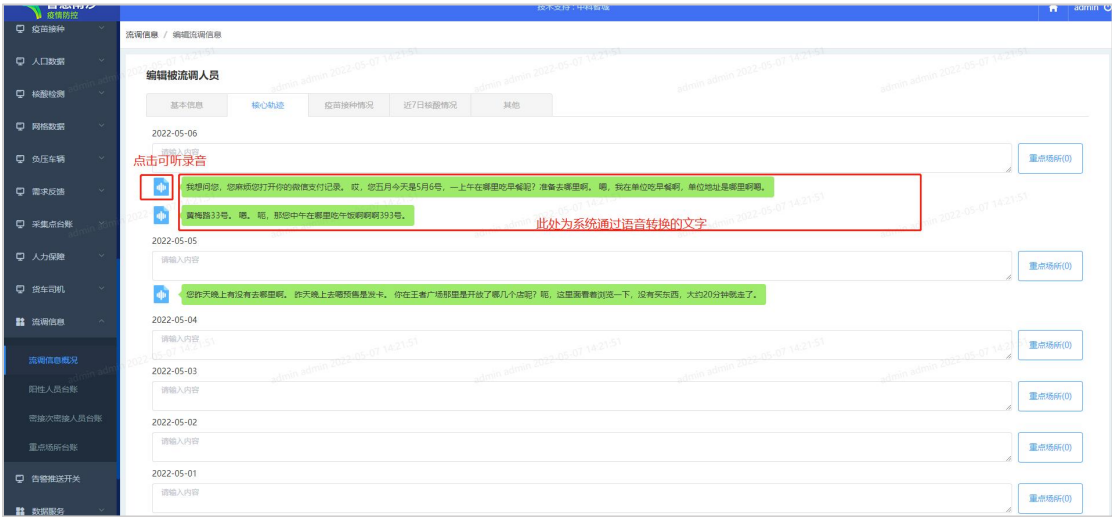 疫情防控
技术支持：中科智城
admin
疫苗接种
流调信息 / 编辑流调信息
人口数据
编辑被流调人员
核酸检测
基本信息
核心轨迹
疫苗接种情况
近7日核酸情况
其他
网格数据
2022-05-06
请输入内容
点击可听录音
重点场所(0)
负压车辆
需求反馈
我想问您，您麻烦您打开你的微信支付记录。 哎，您五月今天是5月6号，一上午在哪里吃早餐呢？准备去哪里啊。 嗯，我在单位吃早餐啊，单位地址是哪里啊嗯。
黄梅路33号。 嗯。 呃，那您中午在哪里吃午饭啊啊啊393号。
此处为系统通过语音转换的文字
采集点台账
2022-05-05
请输入内容
重点场所(0)
人力保障
货车司机
您昨天晚上有没有去哪里啊。 昨天晚上去嗯预售是发卡。 你在王者广场那里是开放了哪几个店呢？ 呃，这里面看着浏览一下，没有买东西，大约20分钟就走了。
流调信息
2022-05-04
请输入内容
重点场所(0)
流调信息概况
2022-05-03
阳性人员台账
请输入内容
重点场所(0)
密接次密接人员台账
2022-05-02
请输入内容
重点场所(0)
重点场所台账
2022-05-01
告警推送开关
请输入内容
重点场所(0)
数据服务
admin admin 2022-05-07 14:21:51